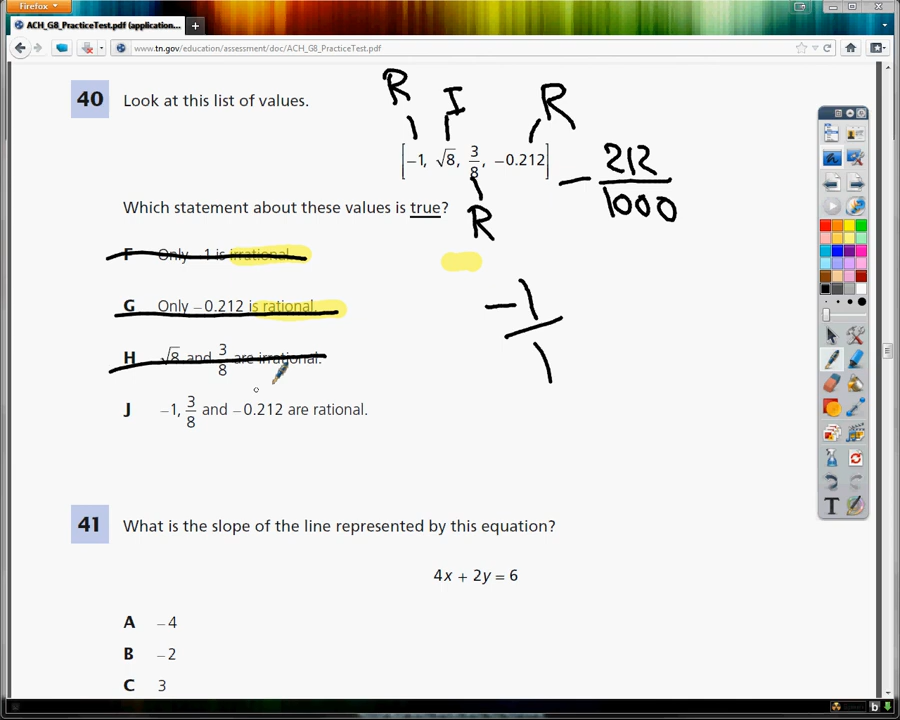 Firefox
ACH_G8_PracticeTest.pdf (application...
www.tn.gov/education/assessment/doc/ACH_G8_PracticeTest.pdf
R I R
40 Look at this list of values.
[-1, √8, 3/8, -0.212] - 212/1000
Which statement about these values is true?
R
F Only -1 is irrational.
G Only -0.212 is rational.
-1/1
H √8 and 3/8 are irrational.
J -1, 3/8 and -0.212 are rational.
41 What is the slope of the line represented by this equation?
4x + 2y = 6
A -4
B -2
C 3